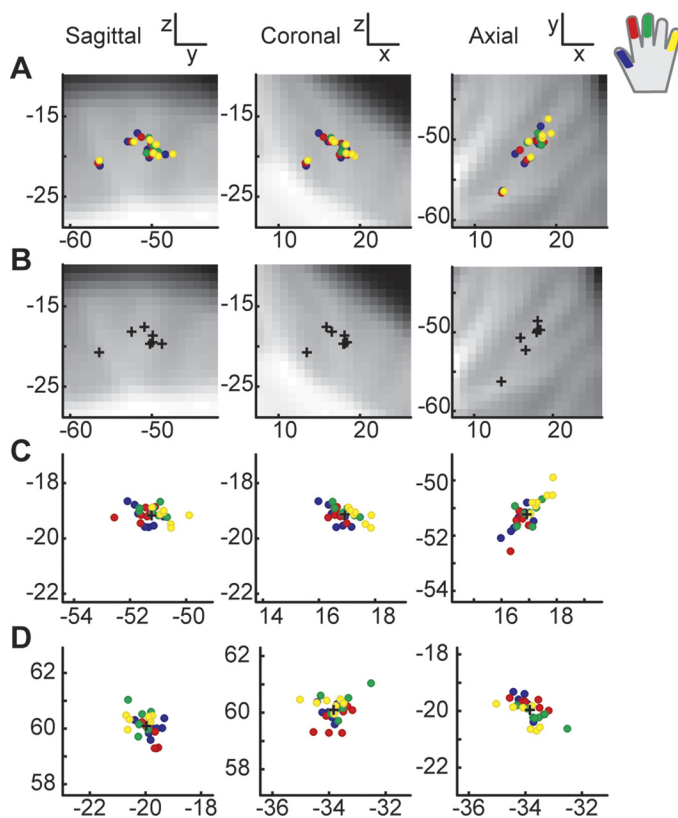 Sagittal z y Coronal z x Axial y x
A
-15 -15
-25 -25 -50 -60
-60 -50 10 20 10 20
B
-15 -15
-25 -25 -50 -60
-60 -50 10 20 10 20
C
-18 -18 -50
-20 -20 -52
-22 -22 -54
-54 -52 -50 14 16 18 16 18
D
62 62 -18
60 60 -20
58 58 -22
-22 -20 -18 -36 -34 -32 -36 -34 -32